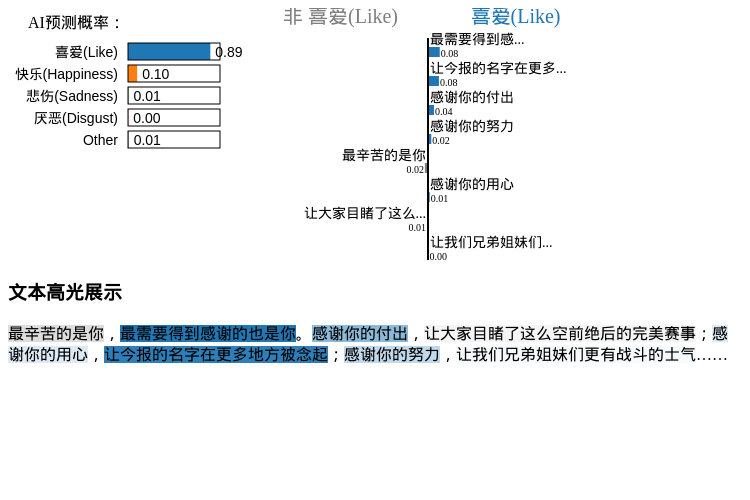 AI预测概率：
喜爱(Like) 0.89
快乐(Happiness) 0.10
悲伤(Sadness) 0.01
厌恶(Disgust) 0.00
Other 0.01
非 喜爱(Like) 喜爱(Like)
最需要得到感...
0.08
让今报的名字在更多...
0.08
感谢你的付出
0.04
感谢你的努力
0.02
最辛苦的是你
0.02
感谢你的用心
0.01
让大家目睹了这么...
0.01
让我们兄弟姐妹们...
0.00
文本高光展示
最辛苦的是你，最需要得到感谢的也是你。感谢你的付出，让大家目睹了这么空前绝后的完美赛事；感
谢你的用心，让今报的名字在更多地方被念起；感谢你的努力，让我们兄弟姐妹们更有战斗的士气……